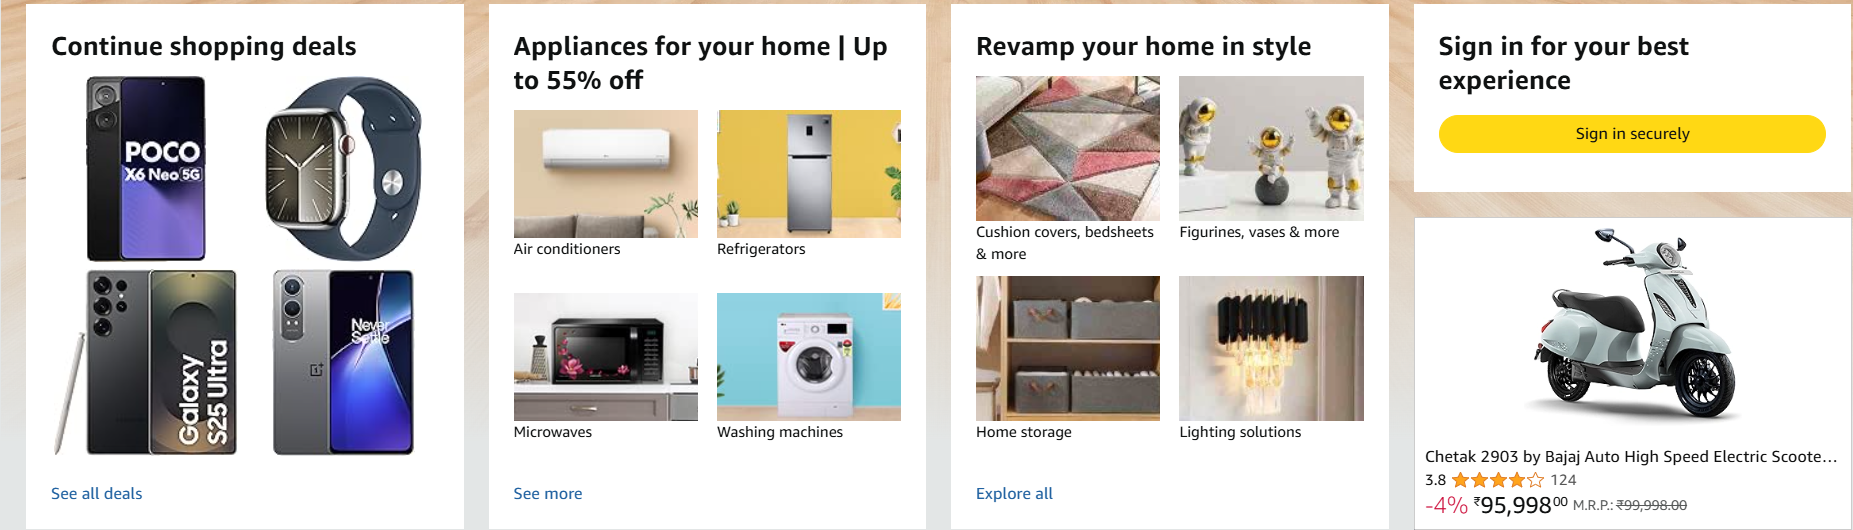 Continue shopping deals
POCO
X6 Neo 5G
Galaxy
S25 Ultra
Never
Settle
See all deals
Appliances for your home | Up
to 55% off
Air conditioners
Refrigerators
Microwaves
Washing machines
See more
Revamp your home in style
Cushion covers, bedsheets
& more
Figurines, vases & more
Home storage
Lighting solutions
Explore all
Sign in for your best
experience
Sign in securely
Chetak 2903 by Bajaj Auto High Speed Electric Scoote...
3.8 124
-4% ₹95,99800 M.R.P.: ₹99,998.00